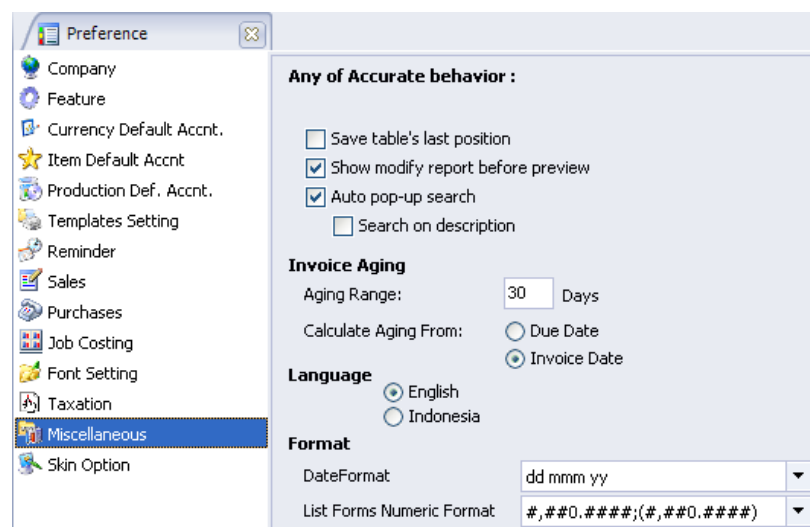 Preference
Company
Feature
Currency Default Accnt.
Item Default Accnt
Production Def. Accnt.
Templates Setting
Reminder
Sales
Purchases
Job Costing
Font Setting
Taxation
Miscellaneous
Skin Option
Any of Accurate behavior :
Save table's last position
Show modify report before preview
Auto pop-up search
Search on description
Invoice Aging
Aging Range: 30 Days
Calculate Aging From: Due Date
Invoice Date
Language
English
Indonesia
Format
DateFormat dd mmm yy
List Forms Numeric Format #,##0.####;(#,##0.####)